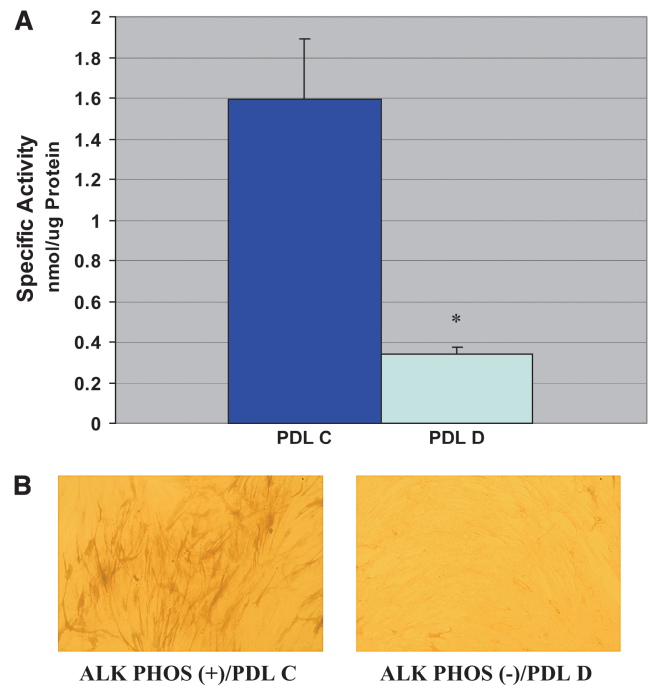 A
Specific Activity
nmol/ug Protein
2
1.8
1.6
1.4
1.2
1
0.8
0.6
0.4
0.2
0
*
PDL C
PDL D
B
ALK PHOS (+)/PDL C
ALK PHOS (-)/PDL D